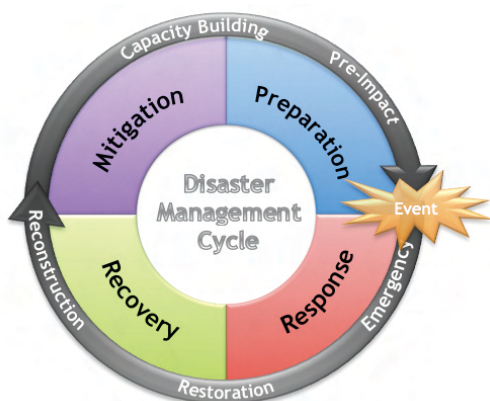 Capacity Building
Pre-Impact
Mitigation
Preparation
Disaster
Management
Cycle
Event
Reconstruction
Recovery
Response
Emergency
Restoration